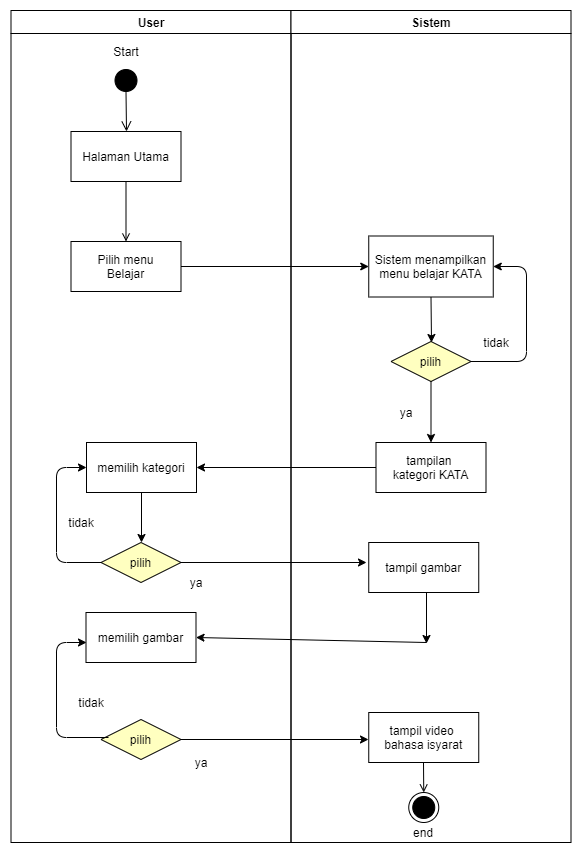 User
Sistem
Start
Halaman Utama
Pilih menu
Belajar
Sistem menampilkan
menu belajar KATA
tidak
pilih
ya
tampilan
kategori KATA
memilih kategori
tidak
pilih
ya
tampil gambar
memilih gambar
tidak
pilih
ya
tampil video
bahasa isyarat
end